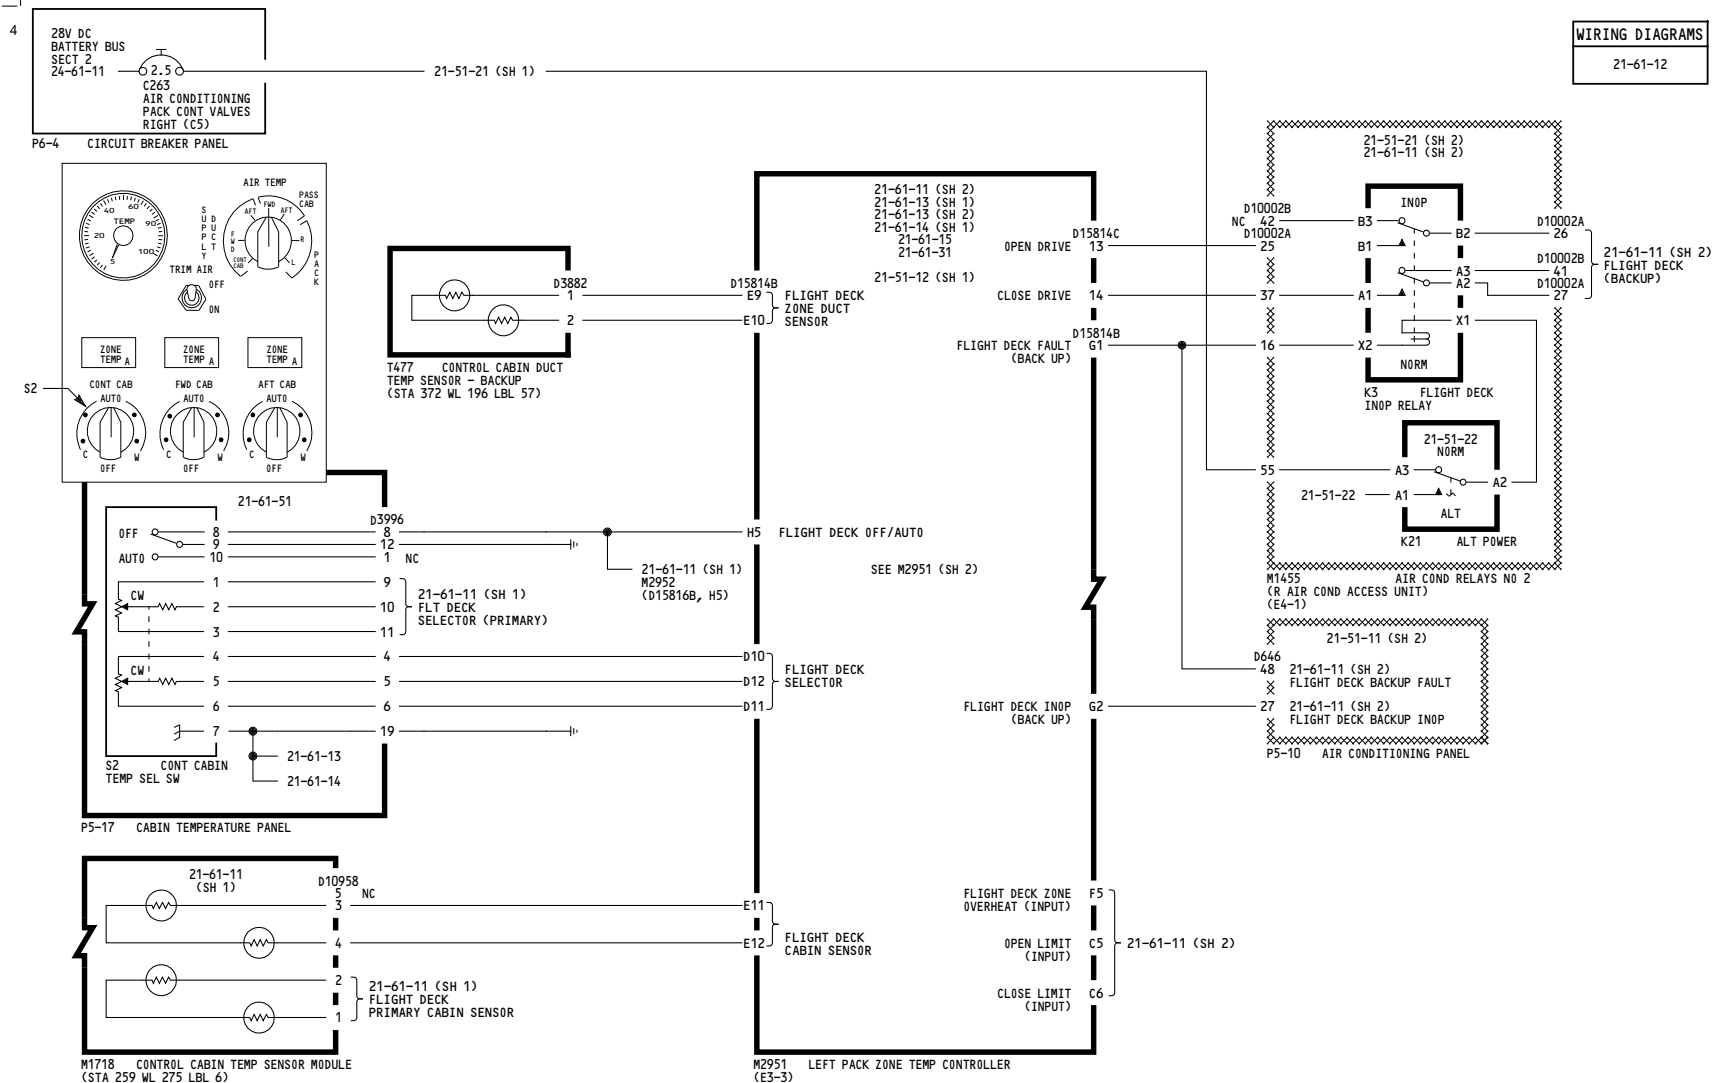 4
28V DC
BATTERY BUS
SECT 2
24-61-11
2.5
C263
AIR CONDITIONING
PACK CONT VALVES
RIGHT (C5)
P6-4 CIRCUIT BREAKER PANEL
21-51-21 (SH 1)
WIRING DIAGRAMS
21-61-12
AIR TEMP
PASS
CAB
FWD
AFT
AFT
SUPPLY
DUCT
FWD
CONT
CAB
R
L
PACK
40
60
TEMP
90
20
100
5
TRIM AIR
OFF
ON
ZONE
TEMP A
ZONE
TEMP A
ZONE
TEMP A
S2
CONT CAB
AUTO
C
W
OFF
FWD CAB
AUTO
C
W
OFF
AFT CAB
AUTO
C
W
OFF
21-61-51
D3996
OFF
8
8
9
12
AUTO
10
1 NC
1
9
CW
2
10
3
11
21-61-11 (SH 1)
FLT DECK
SELECTOR (PRIMARY)
4
4
CW
5
5
6
6
7
19
21-61-13
21-61-14
S2 CONT CABIN
TEMP SEL SW
P5-17 CABIN TEMPERATURE PANEL
21-61-11
(SH 1)
D10958
5 NC
3
4
2
1
21-61-11 (SH 1)
FLIGHT DECK
PRIMARY CABIN SENSOR
M1718 CONTROL CABIN TEMP SENSOR MODULE
(STA 259 WL 275 LBL 6)
D3882
1
2
T477 CONTROL CABIN DUCT
TEMP SENSOR - BACKUP
(STA 372 WL 196 LBL 57)
21-61-11 (SH 1)
M2952
(D15816B, H5)
D15814B
E9
E10
FLIGHT DECK
ZONE DUCT
SENSOR
H5 FLIGHT DECK OFF/AUTO
SEE M2951 (SH 2)
D10
D12
D11
FLIGHT DECK
SELECTOR
E11
E12
FLIGHT DECK
CABIN SENSOR
21-61-11 (SH 2)
21-61-13 (SH 1)
21-61-13 (SH 2)
21-61-14 (SH 1)
21-61-15
21-61-31
21-51-12 (SH 1)
D15814C
OPEN DRIVE 13
CLOSE DRIVE 14
D15814B
FLIGHT DECK FAULT G1
(BACK UP)
FLIGHT DECK INOP G2
(BACK UP)
FLIGHT DECK ZONE F5
OVERHEAT (INPUT)
OPEN LIMIT C5
(INPUT)
CLOSE LIMIT C6
(INPUT)
21-61-11 (SH 2)
M2951 LEFT PACK ZONE TEMP CONTROLLER
(E3-3)
21-51-21 (SH 2)
21-61-11 (SH 2)
D10002B
NC 42
D10002A
25
37
16
55
INOP
B3
B2
B1
A3
A2
A1
X1
X2
NORM
K3 FLIGHT DECK
INOP RELAY
D10002A
26
D10002B
41
D10002A
27
21-61-11 (SH 2)
FLIGHT DECK
(BACKUP)
21-51-22
NORM
A3
A2
21-51-22
A1
ALT
K21 ALT POWER
M1455 AIR COND RELAYS NO 2
(R AIR COND ACCESS UNIT)
(E4-1)
21-51-11 (SH 2)
D646
48 21-61-11 (SH 2)
FLIGHT DECK BACKUP FAULT
27 21-61-11 (SH 2)
FLIGHT DECK BACKUP INOP
P5-10 AIR CONDITIONING PANEL